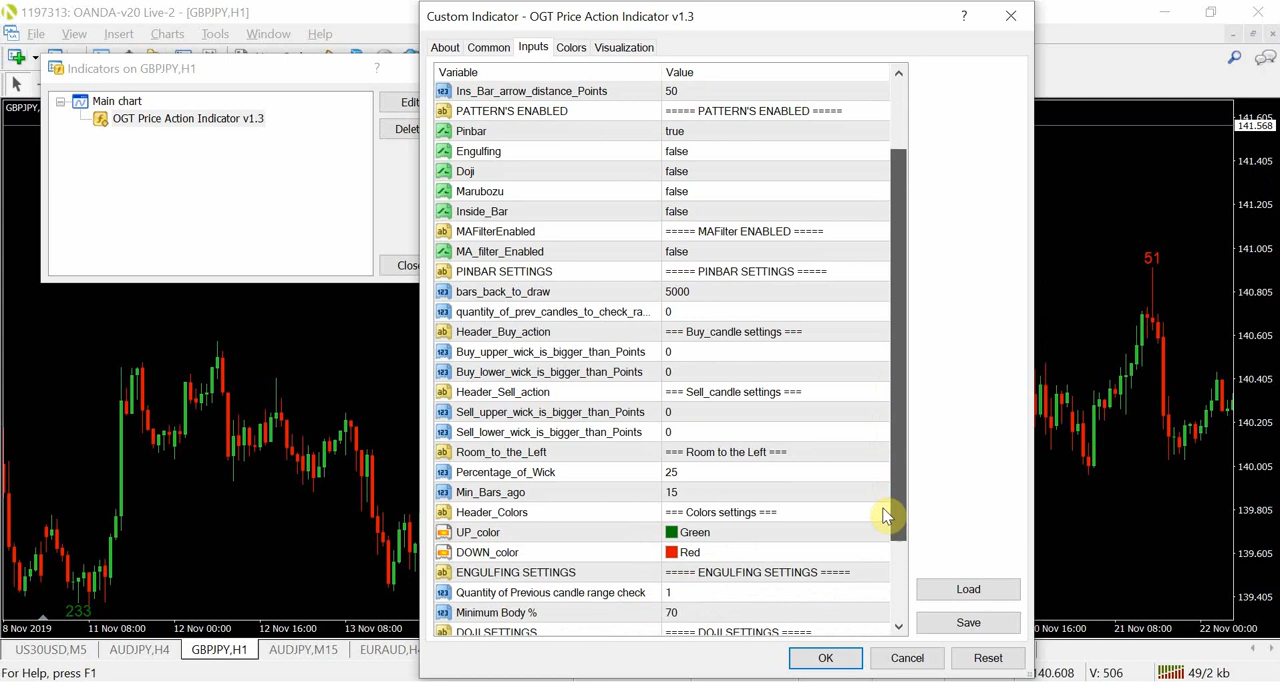 1197313: OANDA-v20 Live-2 - [GBPJPY,H1]
File View Insert Charts Tools Window Help
Indicators on GBPJPY,H1 ?
Main chart
OGT Price Action Indicator v1.3
Edit
Delet
Close
GBPJPY,
Custom Indicator - OGT Price Action Indicator v1.3 ?
About Common Inputs Colors Visualization
Variable Value
Ins_Bar_arrow_distance_Points 50
PATTERN'S ENABLED ===== PATTERN'S ENABLED =====
Pinbar true
Engulfing false
Doji false
Marubozu false
Inside_Bar false
MAFilterEnabled ===== MAFilter ENABLED =====
MA_filter_Enabled false
PINBAR SETTINGS ===== PINBAR SETTINGS =====
bars_back_to_draw 5000
quantity_of_prev_candles_to_check_ra... 0
Header_Buy_action === Buy_candle settings ===
Buy_upper_wick_is_bigger_than_Points 0
Buy_lower_wick_is_bigger_than_Points 0
Header_Sell_action === Sell_candle settings ===
Sell_upper_wick_is_bigger_than_Points 0
Sell_lower_wick_is_bigger_than_Points 0
Room_to_the_Left === Room to the Left ===
Percentage_of_Wick 25
Min_Bars_ago 15
Header_Colors === Colors settings ===
UP_color Green
DOWN_color Red
ENGULFING SETTINGS ===== ENGULFING SETTINGS =====
Quantity of Previous candle range check 1
Minimum Body % 70
DOJI SETTINGS ===== DOJI SETTINGS =====
Load
Save
OK Cancel Reset
51
233
141.605
141.568
141.405
141.205
141.005
140.805
140.605
140.405
140.205
140.005
139.805
139.605
139.405
8 Nov 2019 11 Nov 08:00 12 Nov 00:00 12 Nov 16:00 13 Nov 08:00
0 Nov 16:00 21 Nov 08:00 22 Nov 00:00
US30USD,M5 AUDJPY,H4 GBPJPY,H1 AUDJPY,M15 EURAUD,H
For Help, press F1
140.608 V: 506 49/2 kb